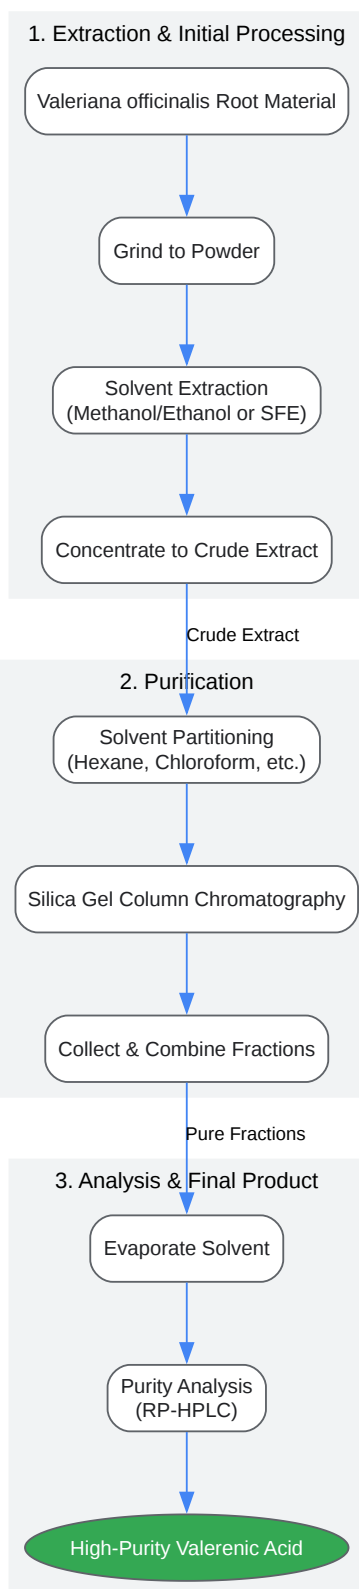 1. Extraction & Initial Processing
Valeriana officinalis Root Material
Grind to Powder
Solvent Extraction
(Methanol/Ethanol or SFE)
Concentrate to Crude Extract
Crude Extract
2. Purification
Solvent Partitioning
(Hexane, Chloroform, etc.)
Silica Gel Column Chromatography
Collect & Combine Fractions
Pure Fractions
3. Analysis & Final Product
Evaporate Solvent
Purity Analysis
(RP-HPLC)
High-Purity Valerenic Acid